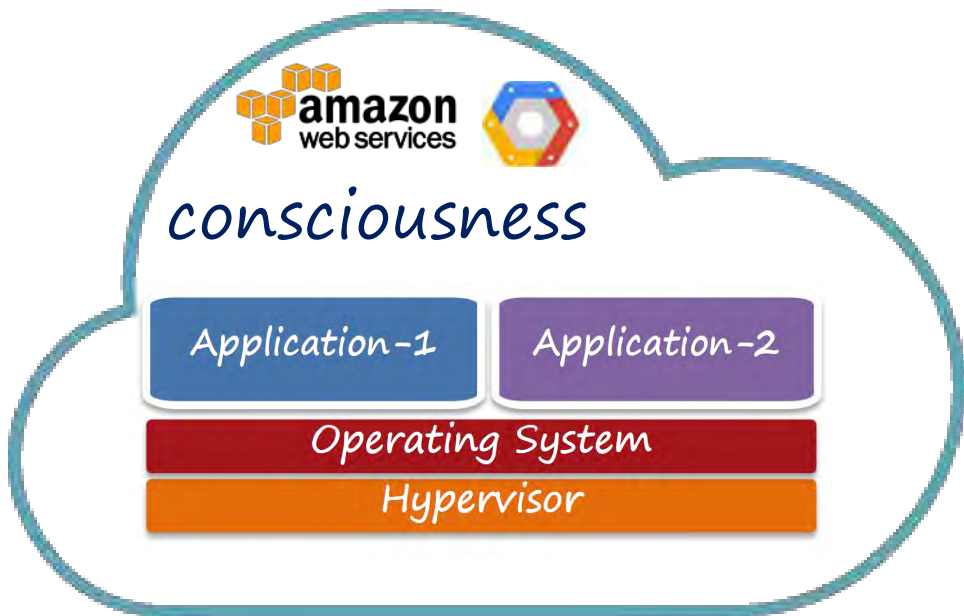 amazon
web services
consciousness
Application-1
Application-2
Operating System
Hypervisor